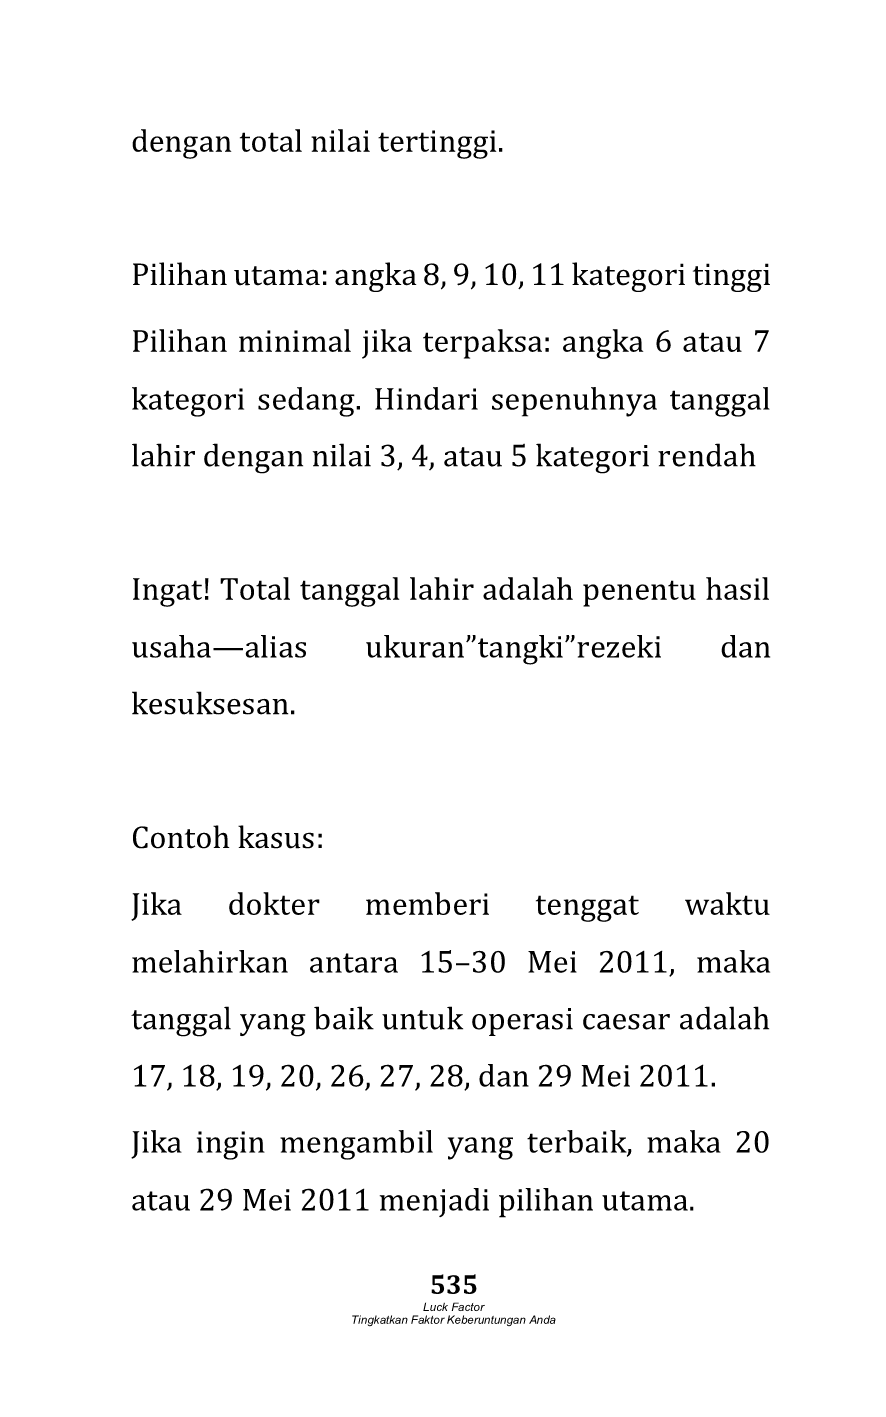 dengan total nilai tertinggi.
Pilihan utama: angka 8, 9, 10, 11 kategori tinggi
Pilihan minimal jika terpaksa: angka 6 atau 7
kategori sedang. Hindari sepenuhnya tanggal
lahir dengan nilai 3, 4, atau 5 kategori rendah
Ingat! Total tanggal lahir adalah penentu hasil
usaha—alias ukuran”tangki”rezeki dan
kesuksesan.
Contoh kasus:
Jika dokter memberi tenggat waktu
melahirkan antara 15–30 Mei 2011, maka
tanggal yang baik untuk operasi caesar adalah
17, 18, 19, 20, 26, 27, 28, dan 29 Mei 2011.
Jika ingin mengambil yang terbaik, maka 20
atau 29 Mei 2011 menjadi pilihan utama.
535
Luck Factor
Tingkatkan Faktor Keberuntungan Anda